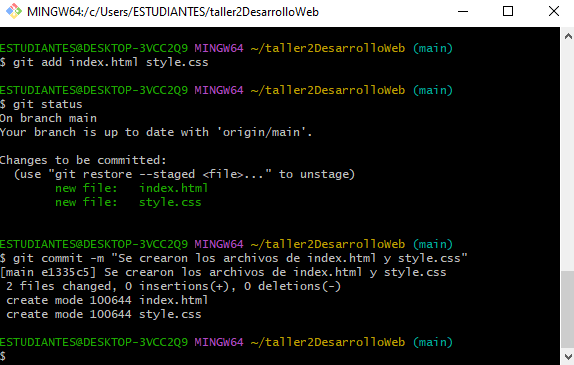 MINGW64:/c/Users/ESTUDIANTES/taller2DesarrolloWeb
ESTUDIANTES@DESKTOP-3VCC2Q9 MINGW64 ~/taller2DesarrolloWeb (main)
$ git add index.html style.css
ESTUDIANTES@DESKTOP-3VCC2Q9 MINGW64 ~/taller2DesarrolloWeb (main)
$ git status
On branch main
Your branch is up to date with 'origin/main'.
Changes to be committed:
  (use "git restore --staged <file>..." to unstage)
        new file:   index.html
        new file:   style.css
ESTUDIANTES@DESKTOP-3VCC2Q9 MINGW64 ~/taller2DesarrolloWeb (main)
$ git commit -m "Se crearon los archivos de index.html y style.css"
[main e1335c5] Se crearon los archivos de index.html y style.css
 2 files changed, 0 insertions(+), 0 deletions(-)
 create mode 100644 index.html
 create mode 100644 style.css
ESTUDIANTES@DESKTOP-3VCC2Q9 MINGW64 ~/taller2DesarrolloWeb (main)
$